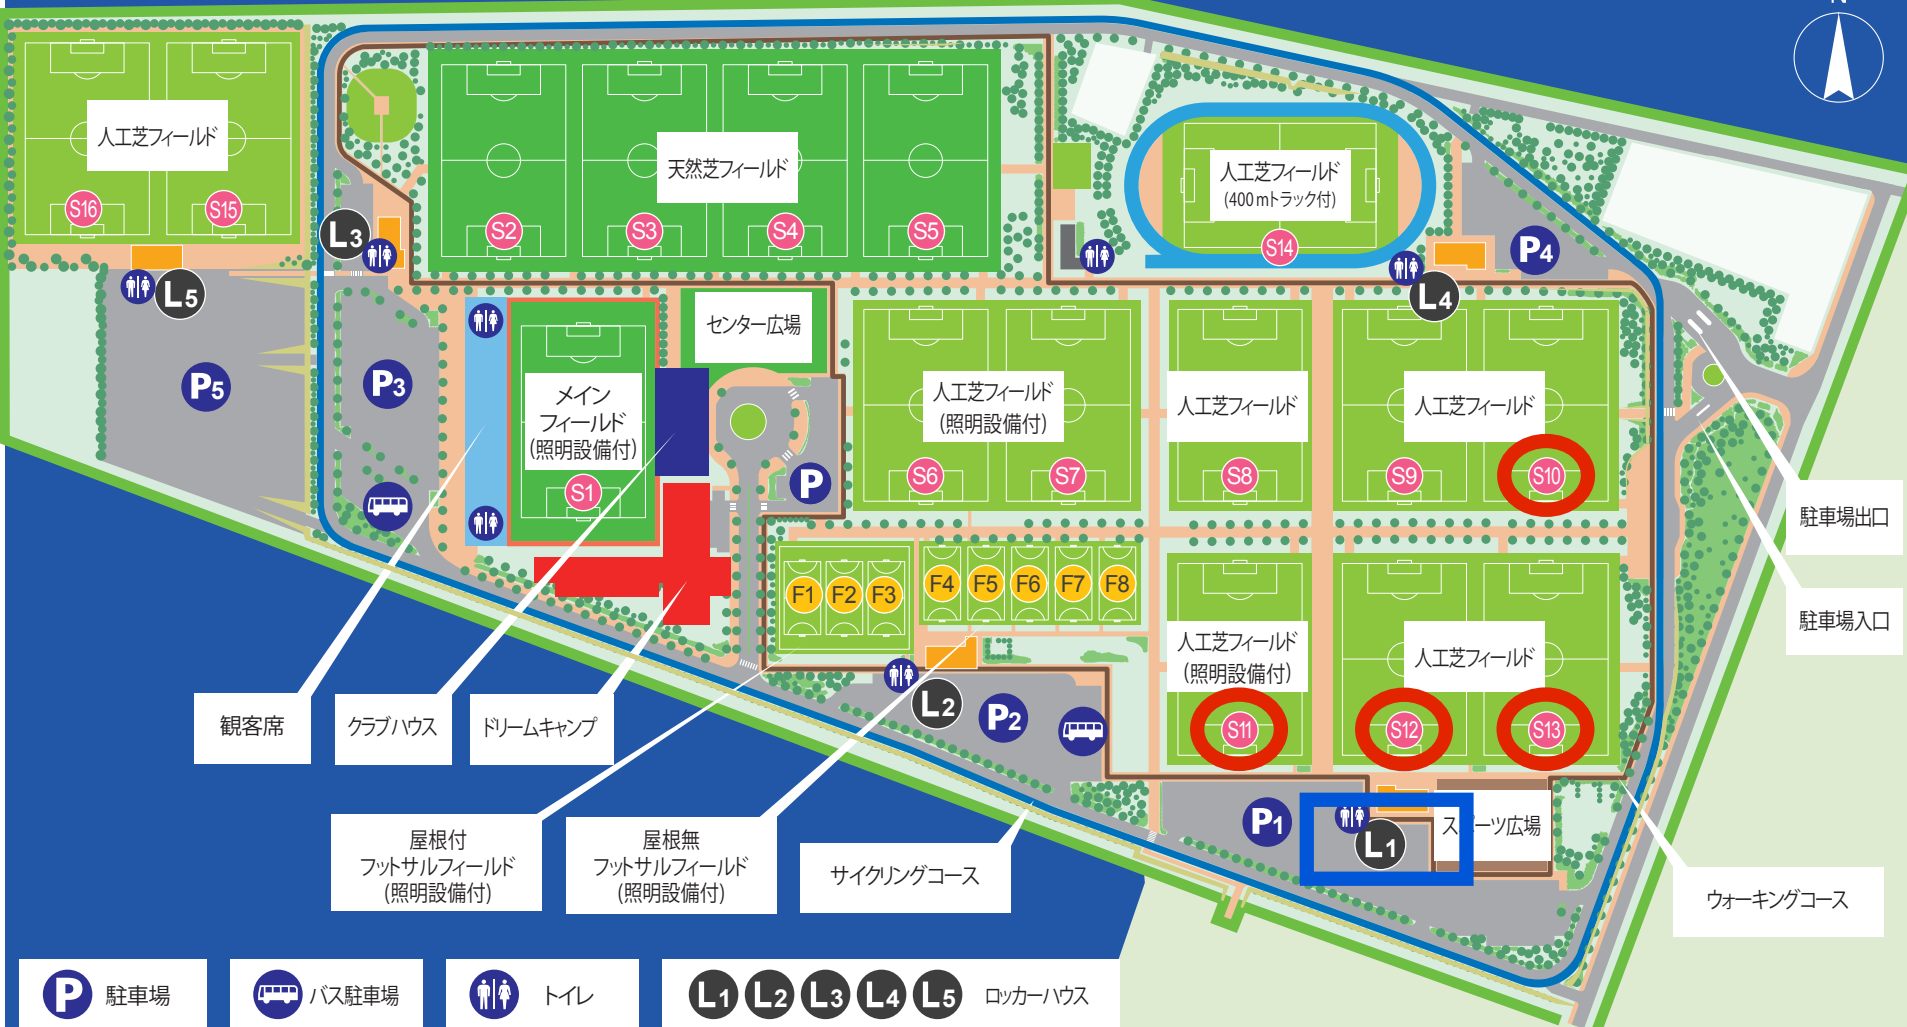 N
人工芝フィールド
S16
S15
L3
L5
P5
P3
天然芝フィールド
S2
S3
S4
S5
人工芝フィールド
(400mトラック付)
S14
P4
L4
センター広場
メイン
フィールド
(照明設備付)
S1
P
人工芝フィールド
(照明設備付)
S6
S7
人工芝フィールド
S8
人工芝フィールド
S9
S10
駐車場出口
駐車場入口
F1
F2
F3
F4
F5
F6
F7
F8
人工芝フィールド
(照明設備付)
S11
人工芝フィールド
S12
S13
観客席
クラブハウス
ドリームキャンプ
L2
P2
P1
L1
スポーツ広場
屋根付
フットサルフィールド
(照明設備付)
屋根無
フットサルフィールド
(照明設備付)
サイクリングコース
ウォーキングコース
P 駐車場
バス駐車場
トイレ
L1 L2 L3 L4 L5 ロッカーハウス